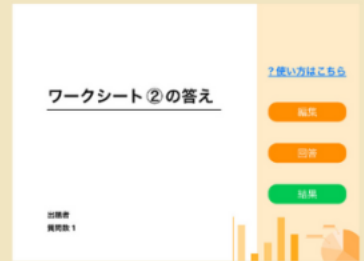 ワークシート②の答え
?使い方はこちら
編集
回答
結果
出題者
質問数 1